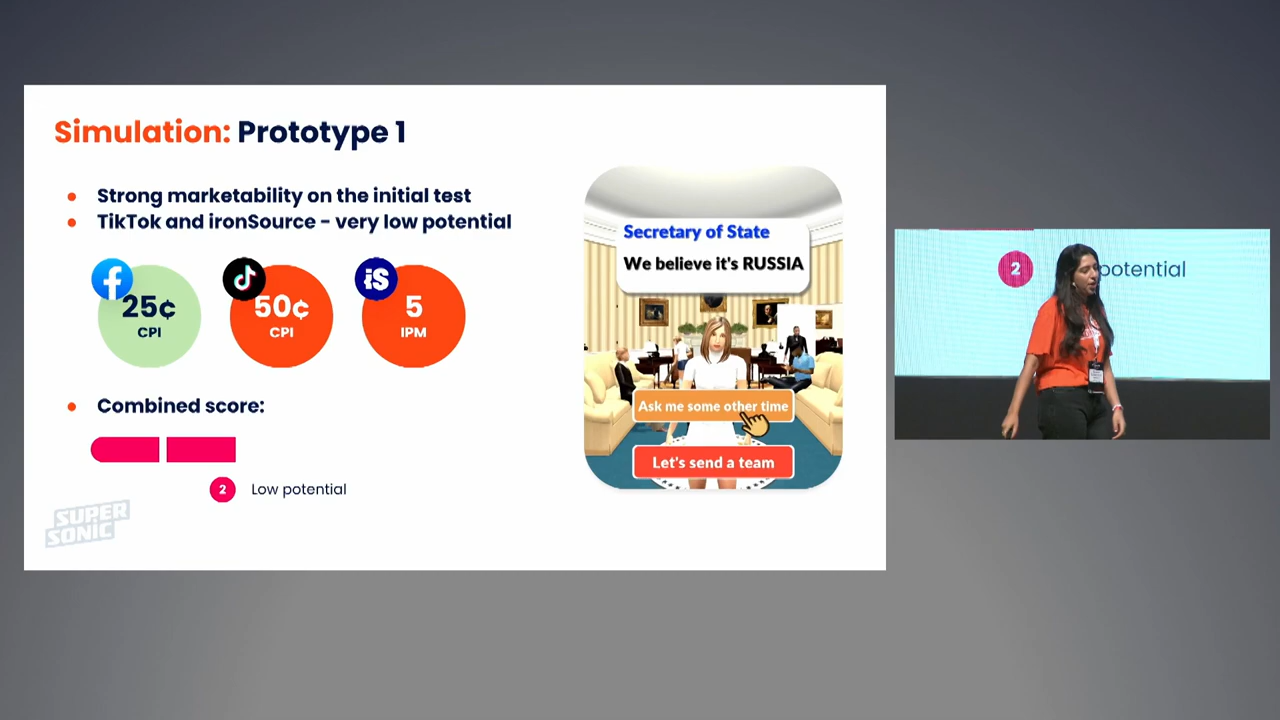 Simulation: Prototype 1
• Strong marketability on the initial test
• TikTok and ironSource - very low potential
25¢
CPI
50¢
CPI
iS
5
IPM
• Combined score:
2 Low potential
SUPER
SONIC
Secretary of State
We believe it's RUSSIA
Ask me some other time
Let's send a team
2 potential